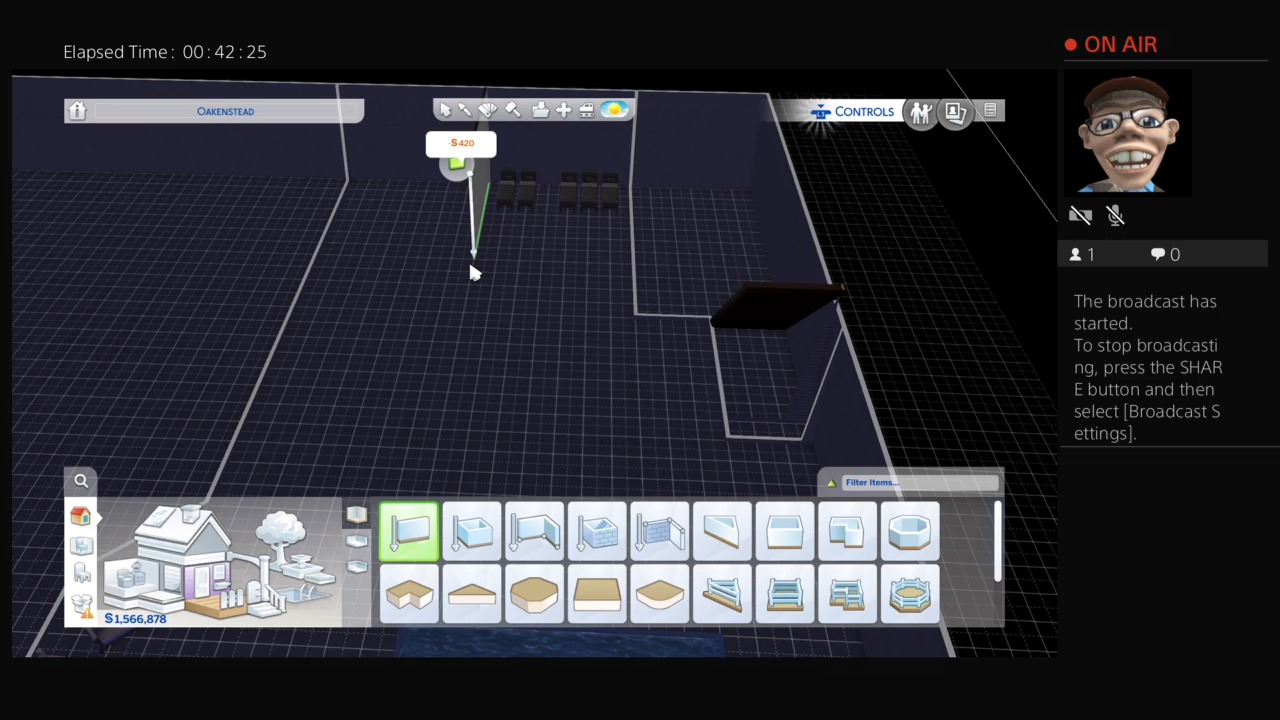 Elapsed Time: 00:42:25
ON AIR
OAKENSTEAD
CONTROLS
-§420
1
0
The broadcast has
started.
To stop broadcasti
ng, press the SHAR
E button and then
select [Broadcast S
ettings].
Filter Items...
§1,566,878